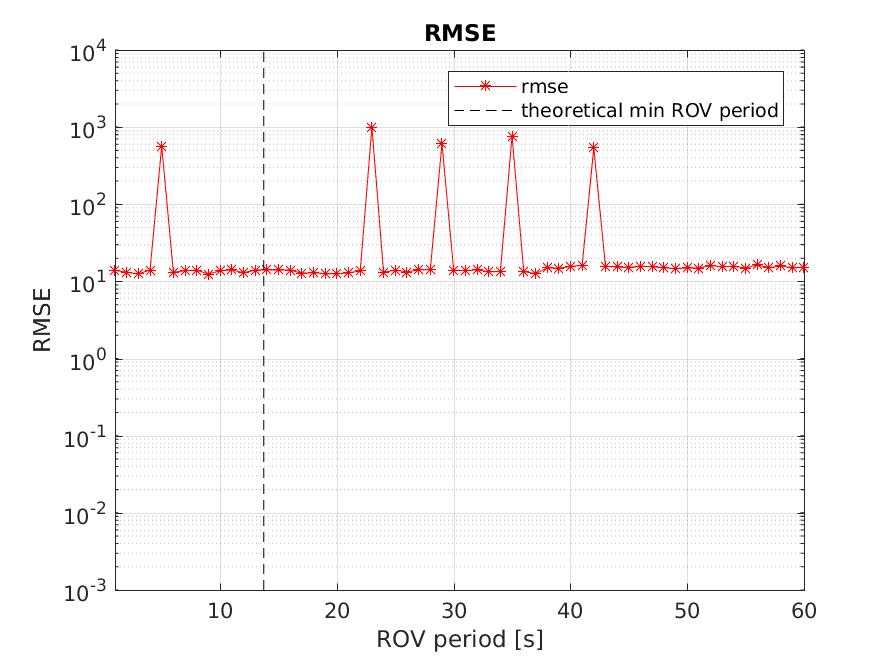 RMSE
rmse
theoretical min ROV period
10^4
10^3
10^2
10^1
10^0
10^-1
10^-2
10^-3
RMSE
10 20 30 40 50 60
ROV period [s]